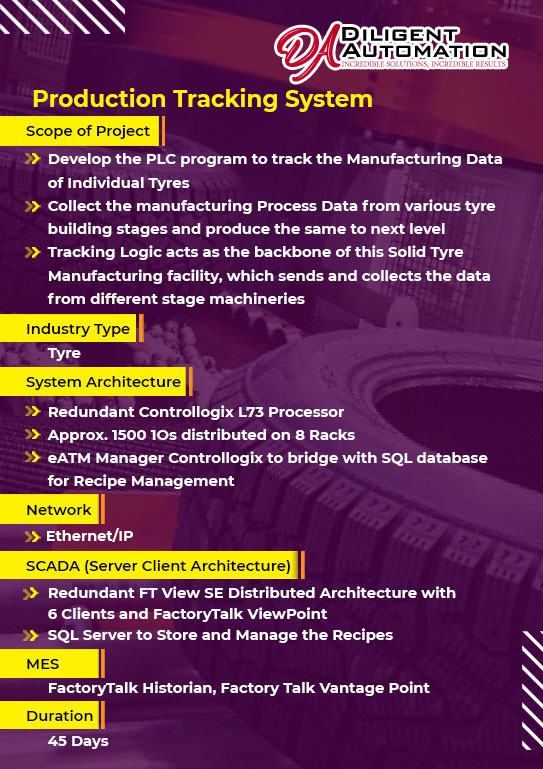 DA DILIGENT
AUTOMATION
INCREDIBLE SOLUTIONS, INCREDIBLE RESULTS
Production Tracking System
Scope of Project
Develop the PLC program to track the Manufacturing Data
of Individual Tyres
Collect the manufacturing Process Data from various tyre
building stages and produce the same to next level
Tracking Logic acts as the backbone of this Solid Tyre
Manufacturing facility, which sends and collects the data
from different stage machineries
Industry Type
Tyre
System Architecture
Redundant Controllogix L73 Processor
Approx. 1500 1Os distributed on 8 Racks
eATM Manager Controllogix to bridge with SQL database
for Recipe Management
Network
Ethernet/IP
SCADA (Server Client Architecture)
Redundant FT View SE Distributed Architecture with
6 Clients and FactoryTalk ViewPoint
SQL Server to Store and Manage the Recipes
MES
FactoryTalk Historian, Factory Talk Vantage Point
Duration
45 Days